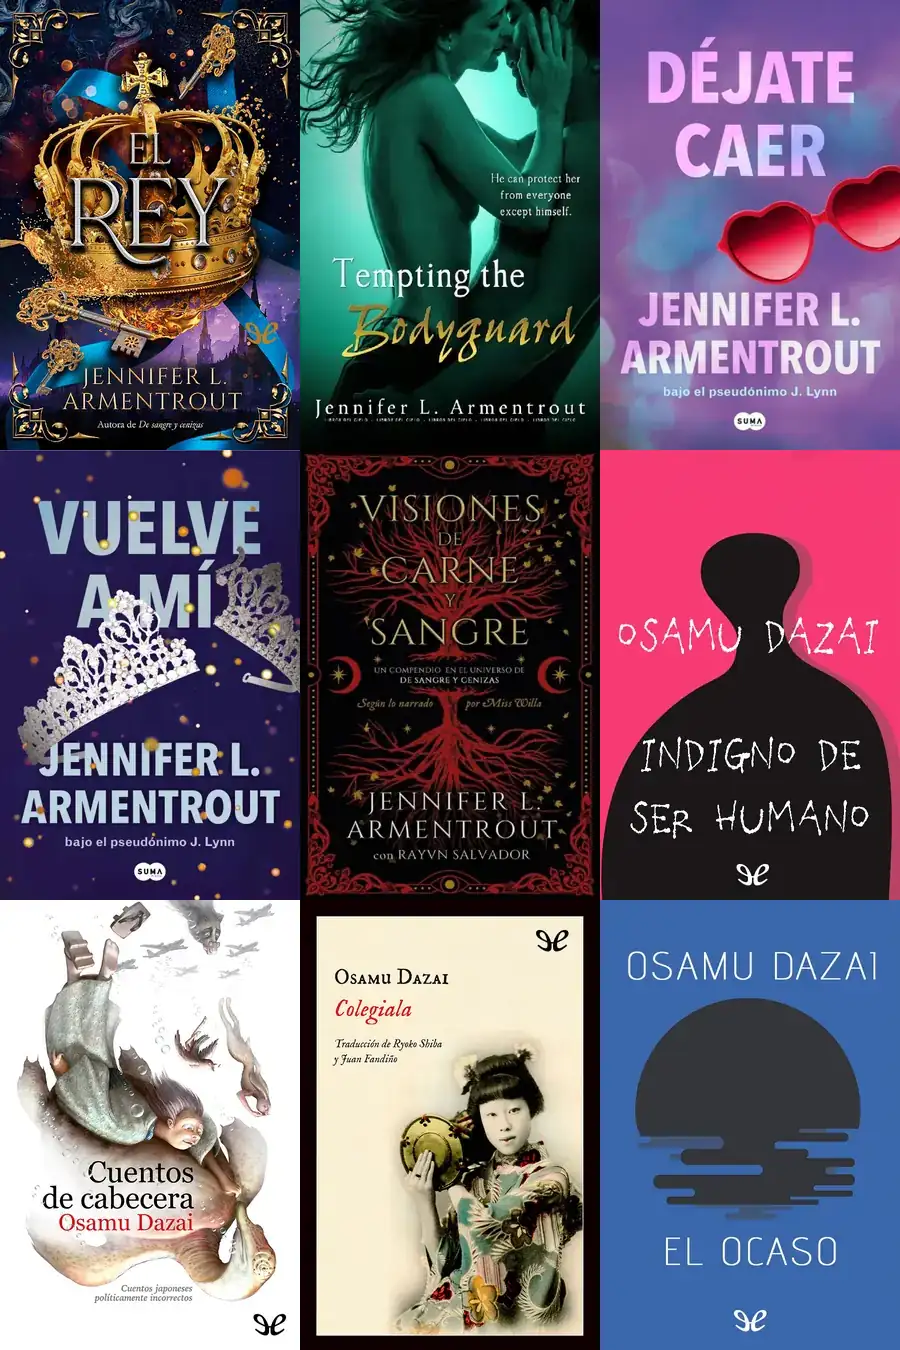 EL
REY
JENNIFER L.
ARMENTROUT
Autora de De sangre y cenizas
He can protect her
from everyone
except himself.
Tempting the
Bodyguard
Jennifer L. Armentrout
DÉJATE
CAER
JENNIFER L.
ARMENTROUT
bajo el pseudónimo J. Lynn
SUMA
VUELVE
A MÍ
JENNIFER L.
ARMENTROUT
bajo el pseudónimo J. Lynn
SUMA
VISIONES
DE
CARNE
Y
SANGRE
UN COMPENDIO EN EL UNIVERSO DE
DE SANGRE Y CENIZAS
Según lo narrado por Miss Willa
JENNIFER L.
ARMENTROUT
con RAYVN SALVADOR
OSAMU DAZAI
INDIGNO DE
SER HUMANO
Cuentos
de cabecera
Osamu Dazai
Cuentos japoneses
políticamente incorrectos
OSAMU DAZAI
Colegiala
Traducción de Ryoko Shiba
y Juan Fandiño
OSAMU DAZAI
EL OCASO